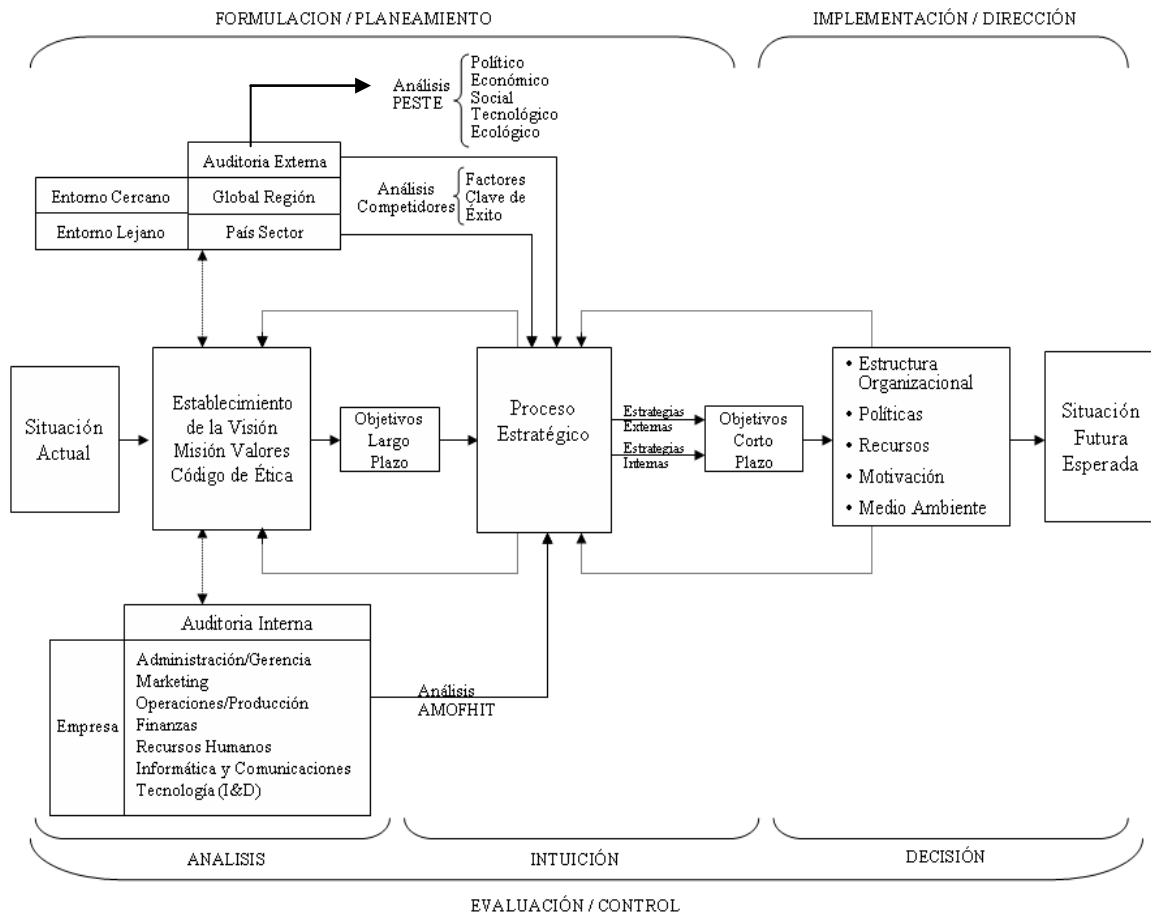 FORMULACION / PLANEAMIENTO
IMPLEMENTACIÓN / DIRECCIÓN
Análisis
PESTE
Político
Económico
Social
Tecnológico
Ecológico
Auditoria Externa
Entorno Cercano
Global Región
Entorno Lejano
País Sector
Análisis
Competidores
Factores
Clave de
Éxito
Situación
Actual
Establecimiento
de la Visión
Misión Valores
Código de Ética
Objetivos
Largo
Plazo
Proceso
Estratégico
Estrategias
Externas
Estrategias
Internas
Objetivos
Corto
Plazo
• Estructura
Organizacional
• Políticas
• Recursos
• Motivación
• Medio Ambiente
Situación
Futura
Esperada
Auditoria Interna
Empresa
Administración/Gerencia
Marketing
Operaciones/Producción
Finanzas
Recursos Humanos
Informática y Comunicaciones
Tecnología (I&D)
Análisis
AMOFHIT
ANALISIS
INTUICIÓN
DECISIÓN
EVALUACIÓN / CONTROL